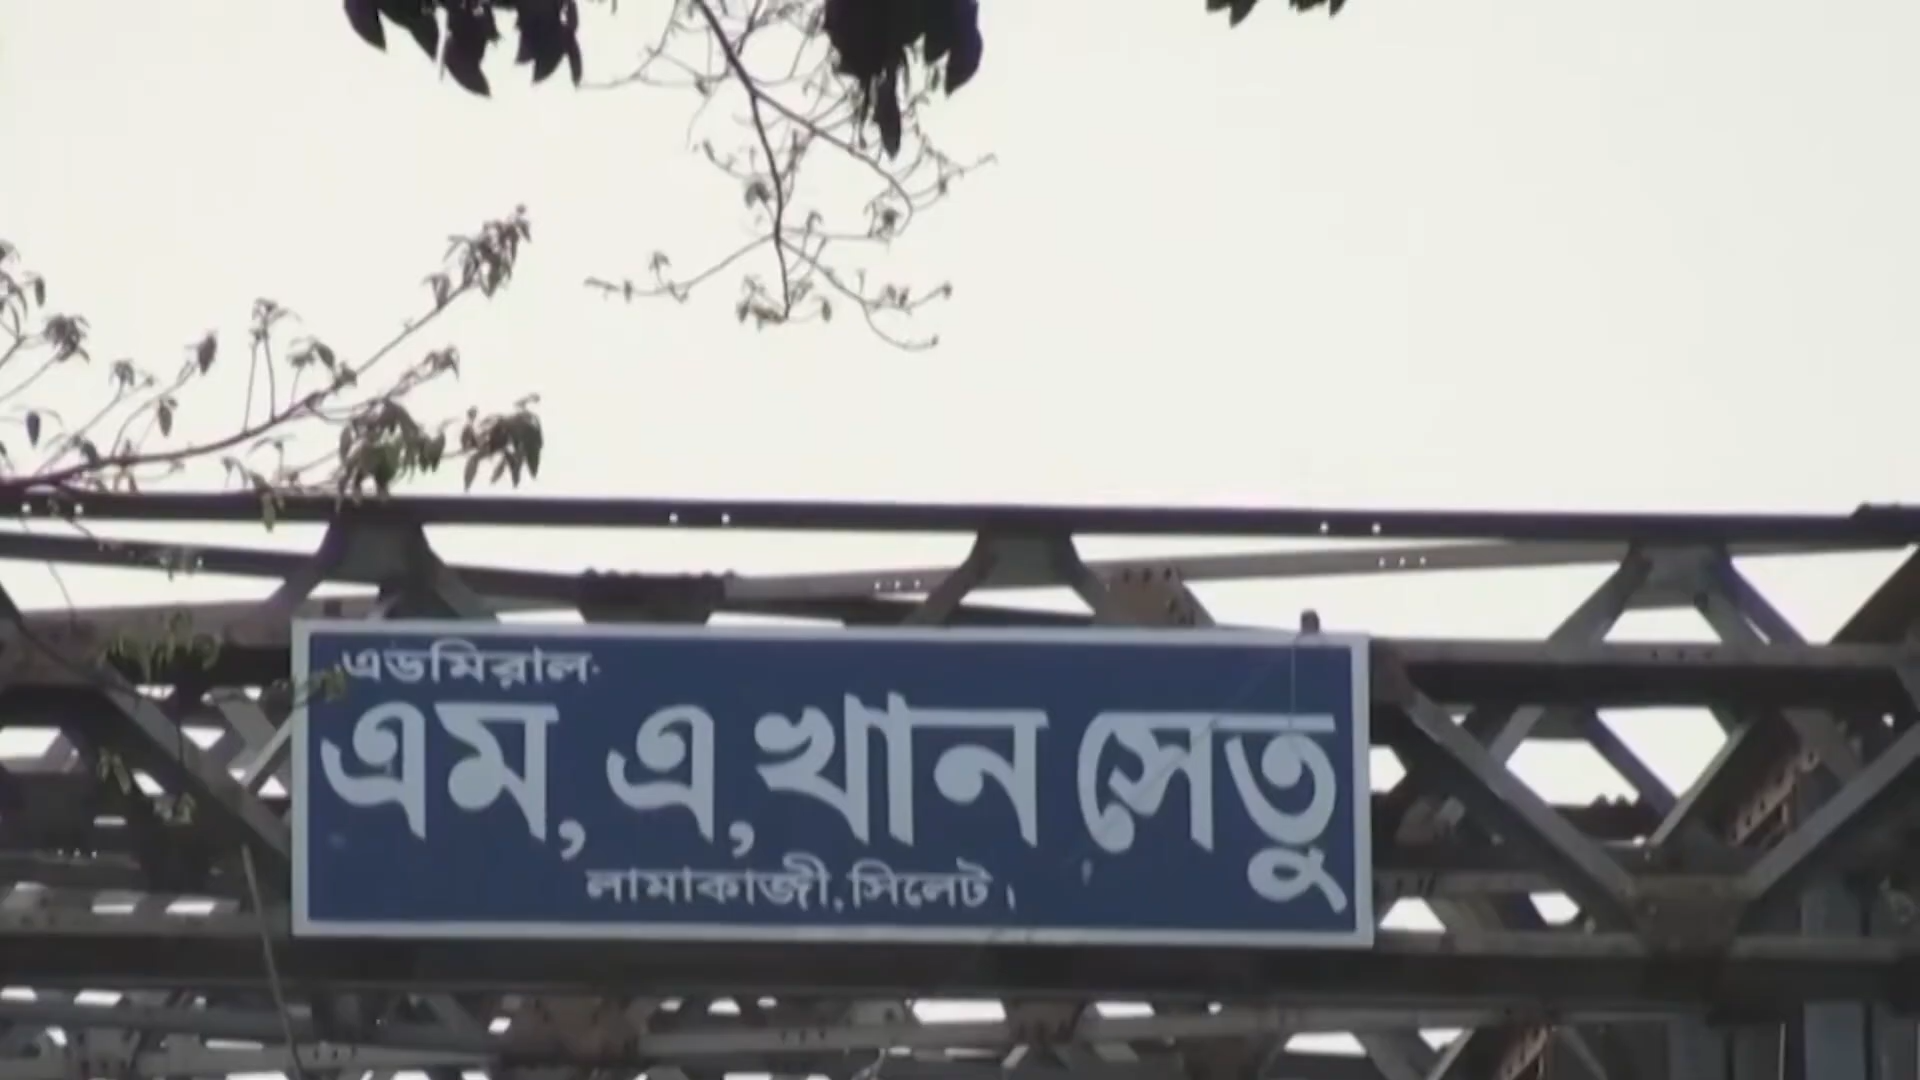 এডমিরাল
এম, এ, খান সেতু
লামাকাজী, সিলেট।